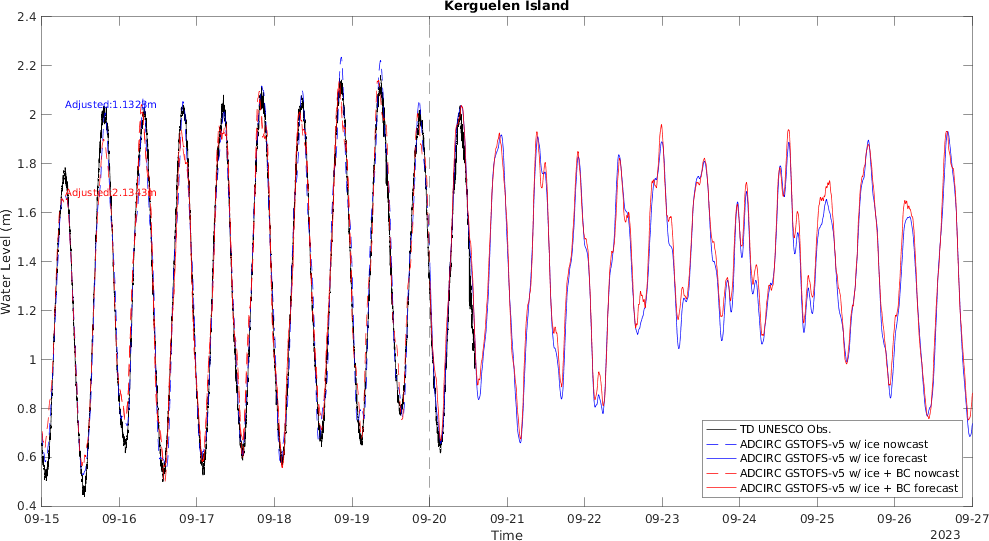 Kerguelen Island
2.4
2.2
2
1.8
1.6
1.4
1.2
1
0.8
0.6
0.4
Water Level (m)
Adjusted:1.1328m
Adjusted:2.1343m
TD UNESCO Obs.
ADCIRC GSTOFS-v5 w/ ice nowcast
ADCIRC GSTOFS-v5 w/ ice forecast
ADCIRC GSTOFS-v5 w/ ice + BC nowcast
ADCIRC GSTOFS-v5 w/ ice + BC forecast
09-15 09-16 09-17 09-18 09-19 09-20 09-21 09-22 09-23 09-24 09-25 09-26 09-27
Time 2023